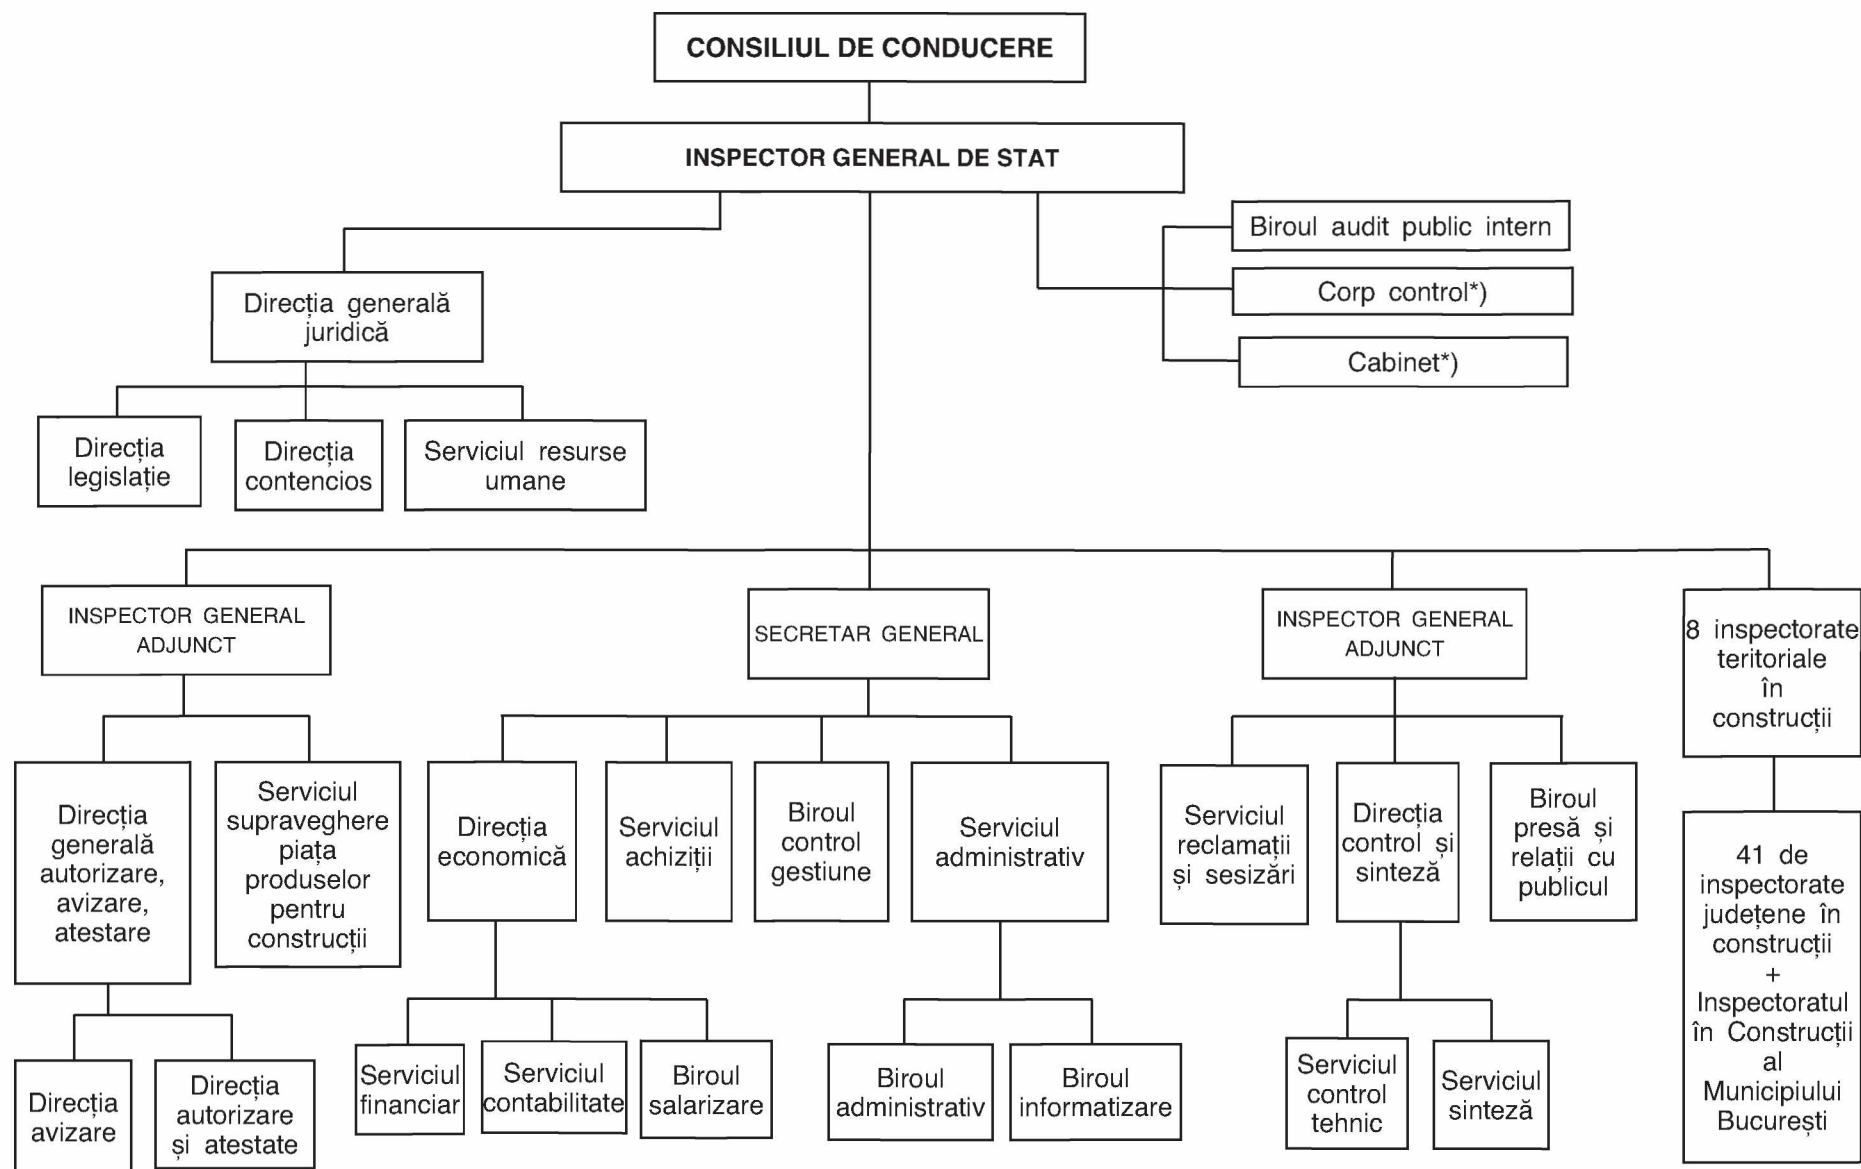 CONSILIUL DE CONDUCERE
INSPECTOR GENERAL DE STAT
Biroul audit public intern
Corp control*)
Cabinet*)
Direcția generală
juridică
Direcția
legislație
Direcția
contencios
Serviciul resurse
umane
INSPECTOR GENERAL
ADJUNCT
SECRETAR GENERAL
INSPECTOR GENERAL
ADJUNCT
8 inspectorate
teritoriale
în
construcții
Direcția
generală
autorizare,
avizare,
atestare
Serviciul
supraveghere
piața
produselor
pentru
construcții
Direcția
economică
Serviciul
achiziții
Biroul
control
gestiune
Serviciul
administrativ
Serviciul
reclamații
și sesizări
Direcția
control și
sinteză
Biroul
presă și
relații cu
publicul
41 de
inspectorate
județene în
construcții
+
Inspectoratul
în Construcții
al
Municipiului
București
Direcția
avizare
Direcția
autorizare
și atestate
Serviciul
financiar
Serviciul
contabilitate
Biroul
salarizare
Biroul
administrativ
Biroul
informatizare
Serviciul
control
tehnic
Serviciul
sinteză